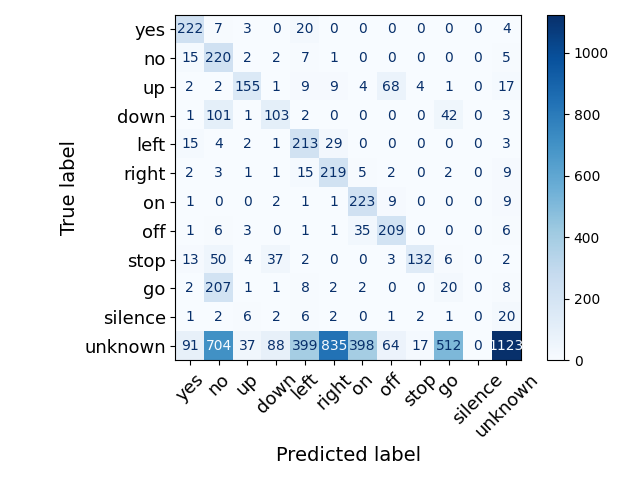 yes 222 7 3 0 20 0 0 0 0 0 0 4
no 15 220 2 2 7 1 0 0 0 0 0 5
up 2 2 155 1 9 9 4 68 4 1 0 17
down 1 101 1 103 2 0 0 0 0 42 0 3
left 15 4 2 1 213 29 0 0 0 0 0 3
right 2 3 1 1 15 219 5 2 0 2 0 9
on 1 0 0 2 1 1 223 9 0 0 0 9
off 1 6 3 0 1 1 35 209 0 0 0 6
stop 13 50 4 37 2 0 0 3 132 6 0 2
go 2 207 1 1 8 2 2 0 0 20 0 8
silence 1 2 6 2 6 2 0 1 2 1 0 20
unknown 91 704 37 88 399 835 398 64 17 512 0 1123
yes no up down left right on off stop go silence unknown
Predicted label
True label
1000
800
600
400
200
0